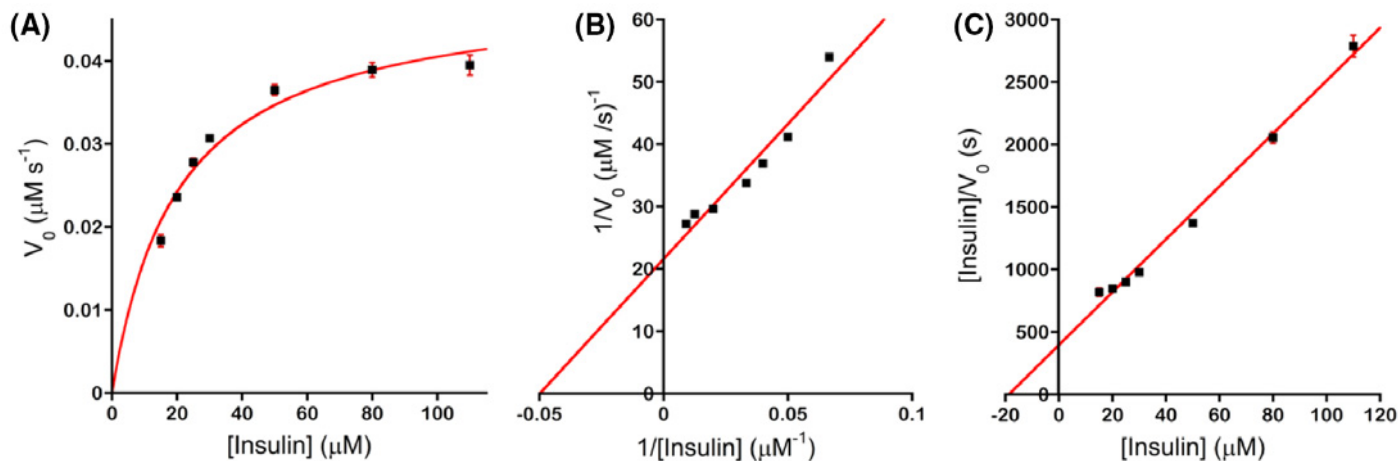 (A)
V0 (μM s-1)
0.04
0.03
0.02
0.01
0
0 20 40 60 80 100
[Insulin] (μM)
(B)
1/V0 (μM /s)-1
60
50
40
30
20
10
0
-0.05 0 0.05 0.1
1/[Insulin] (μM-1)
(C)
[Insulin]/V0 (s)
3000
2500
2000
1500
1000
500
0
-20 0 20 40 60 80 100 120
[Insulin] (μM)